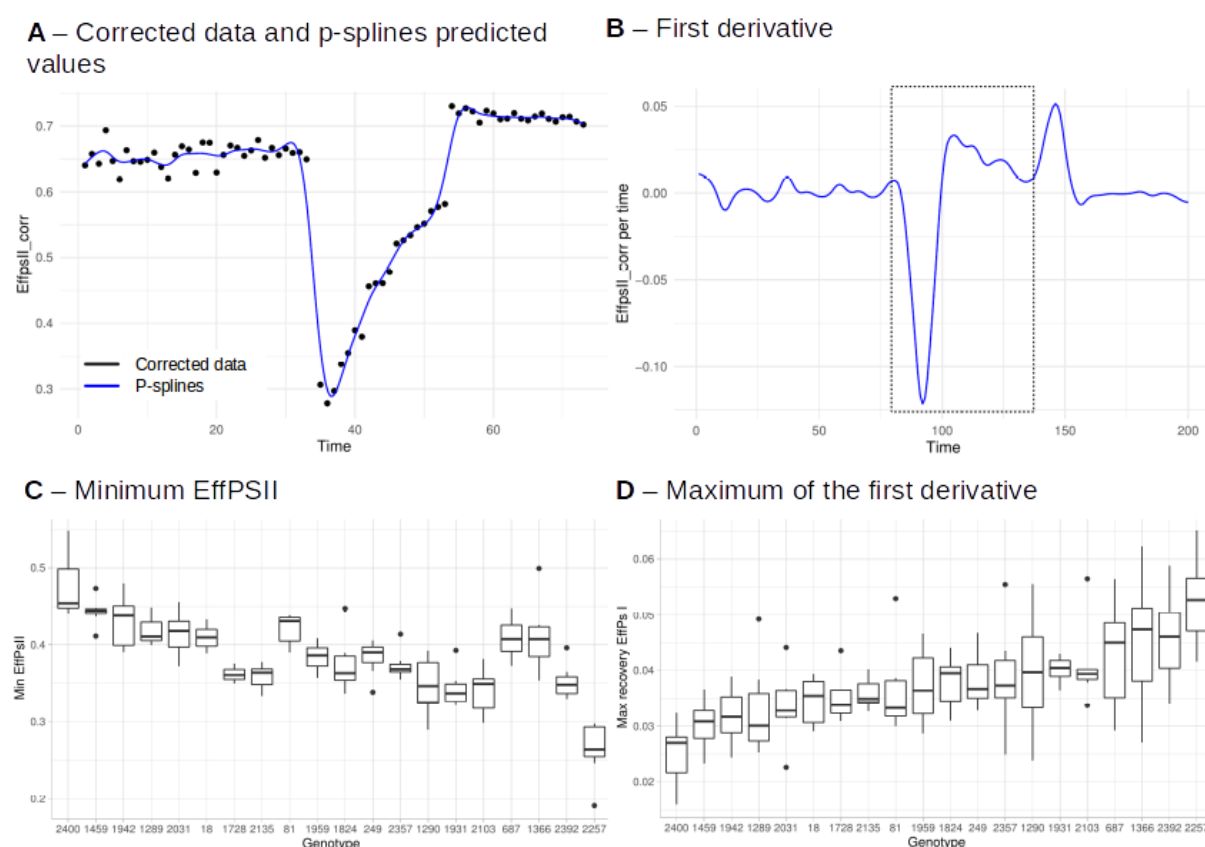 A – Corrected data and p-splines predicted
values
0.7
0.6
0.5
0.4
0.3
EffpsII_corr
Corrected data
P-splines
0 20 40 60
Time
B – First derivative
0.05
0.00
−0.05
−0.10
EffpsII_corr per time
0 50 100 150 200
Time
C – Minimum EffPSII
0.5
0.4
0.3
0.2
Min EffPsII
2400 1459 1942 1289 2031 18 1728 2135 81 1959 1824 249 2357 1290 1931 2103 687 1366 2392 2257
Genotype
D – Maximum of the first derivative
0.06
0.05
0.04
0.03
0.02
Max recovery EffPs I
2400 1459 1942 1289 2031 18 1728 2135 81 1959 1824 249 2357 1290 1931 2103 687 1366 2392 2257
Genotype